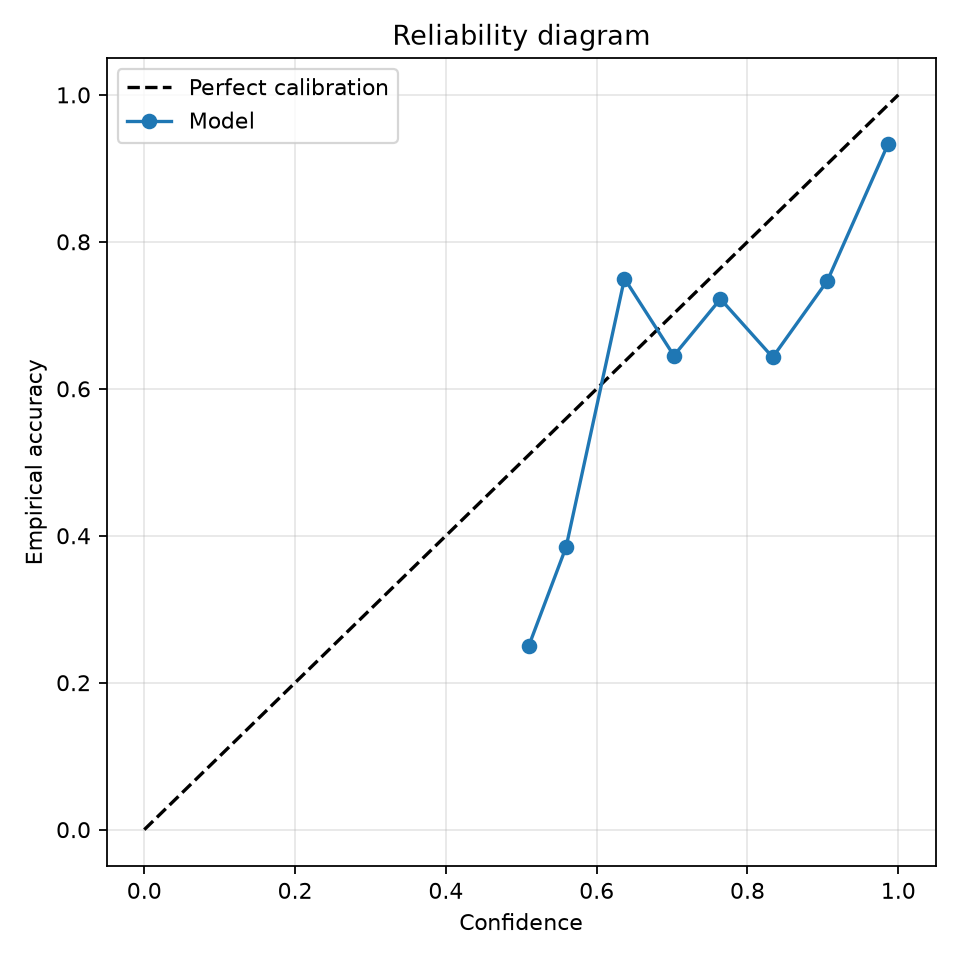 Reliability diagram
Perfect calibration
Model
1.0
0.8
0.6
0.4
0.2
0.0
Empirical accuracy
0.0 0.2 0.4 0.6 0.8 1.0
Confidence